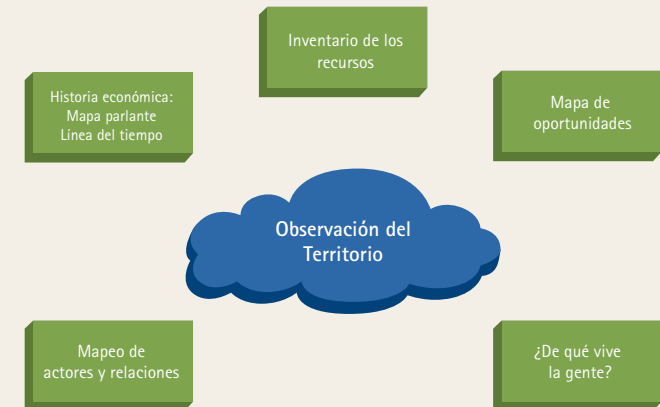 Inventario de los
recursos
Historia económica:
Mapa parlante
Línea del tiempo
Mapa de
oportunidades
Observación del
Territorio
Mapeo de
actores y relaciones
¿De qué vive
la gente?